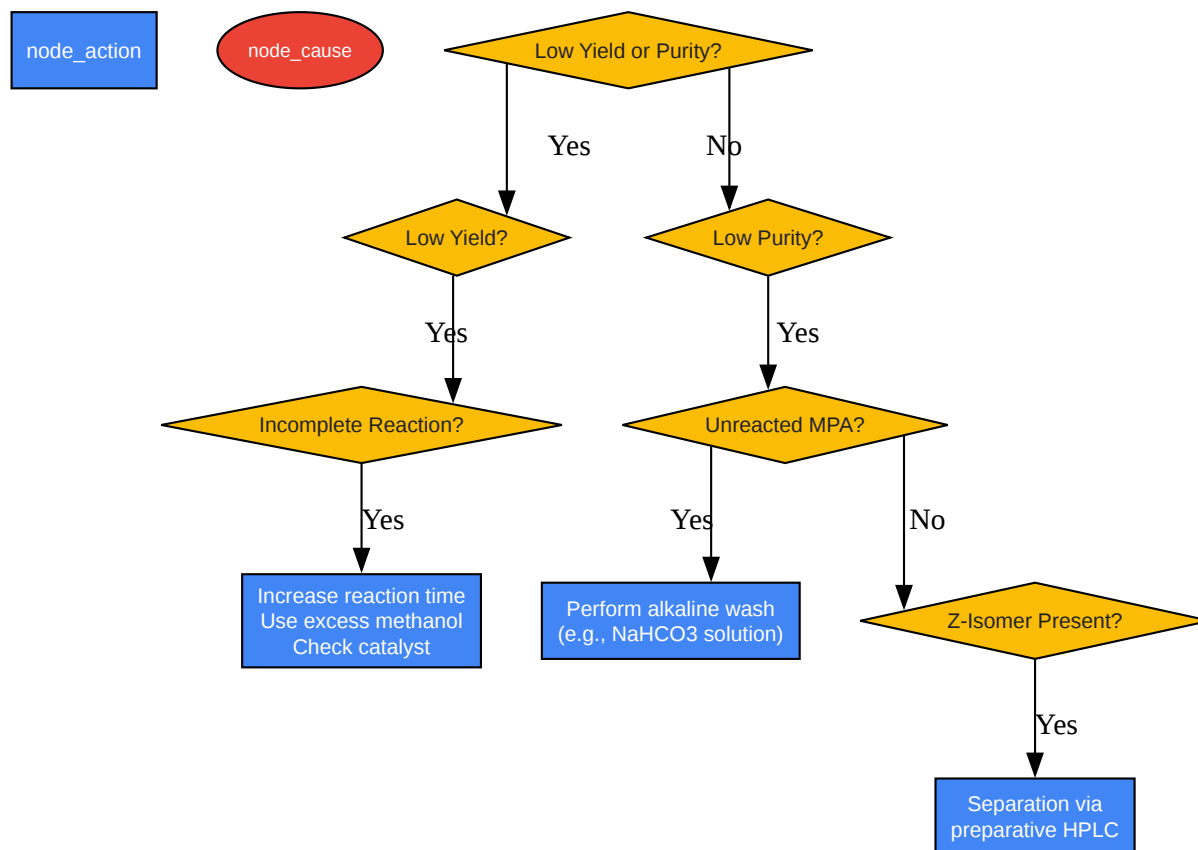 node_action
node_cause
Low Yield or Purity?
Yes
No
Low Yield?
Low Purity?
Yes
Yes
Incomplete Reaction?
Unreacted MPA?
Yes
Yes
No
Increase reaction time
Use excess methanol
Check catalyst
Perform alkaline wash
(e.g., NaHCO3 solution)
Z-Isomer Present?
Yes
Separation via
preparative HPLC